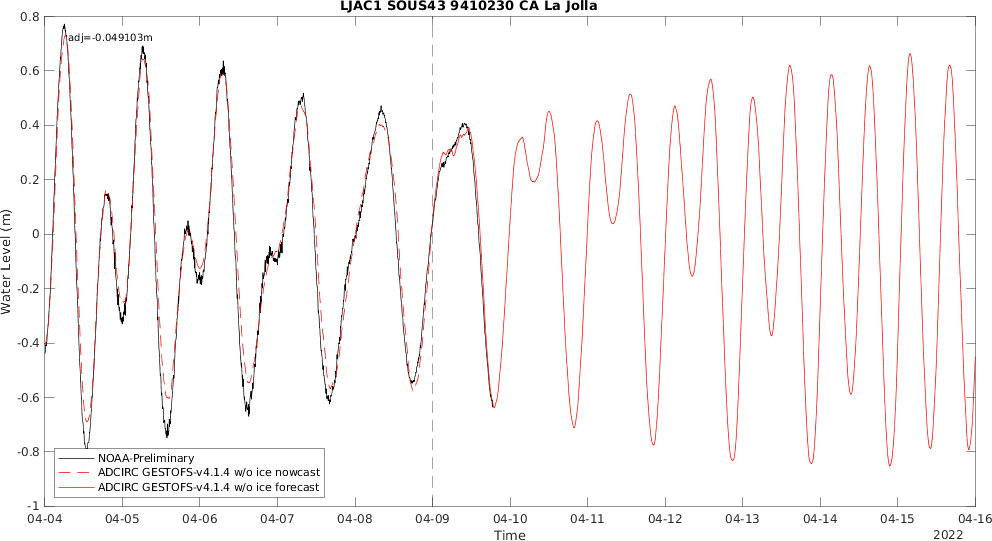 LJAC1 SOUS43 9410230 CA La Jolla
adj=-0.049103m
0.8
0.6
0.4
0.2
0
-0.2
-0.4
-0.6
-0.8
-1
Water Level (m)
NOAA-Preliminary
ADCIRC GESTOFS-v4.1.4 w/o ice nowcast
ADCIRC GESTOFS-v4.1.4 w/o ice forecast
04-04 04-05 04-06 04-07 04-08 04-09 04-10 04-11 04-12 04-13 04-14 04-15 04-16
Time
2022